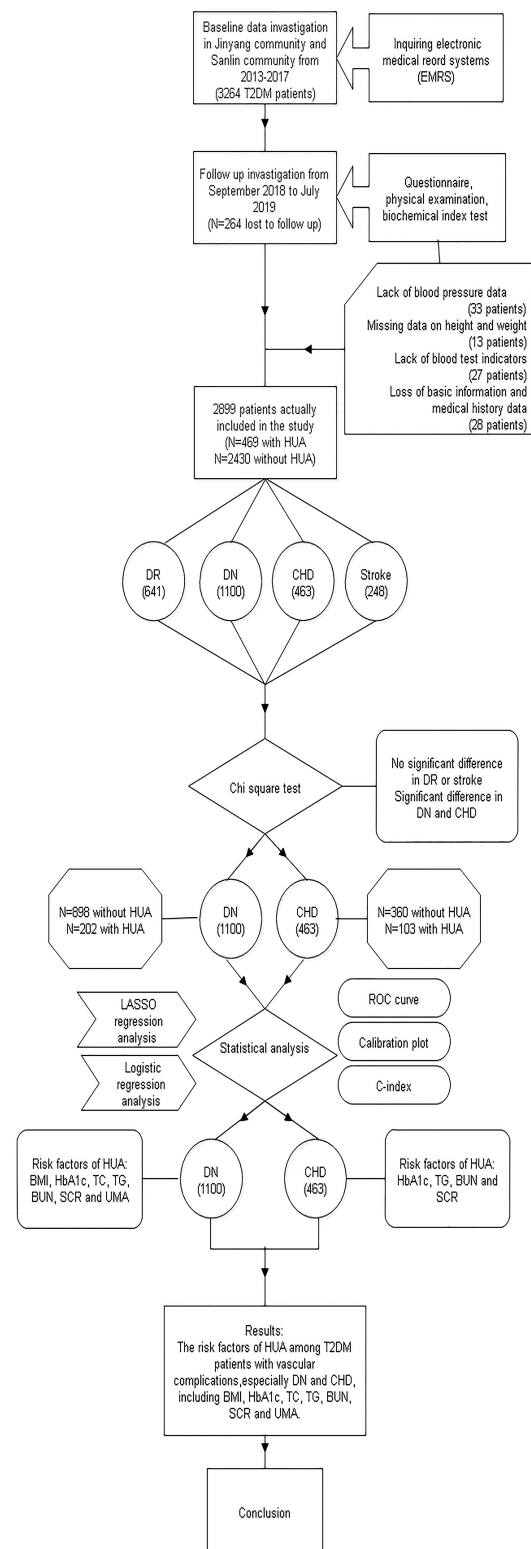 Baseline data invastigation
in Jinyang community and
Sanlin community from
2013-2017
(3264 T2DM patients)
Inquiring electronic
medical reord systems
(EMRS)
Follow up invastigation from
September 2018 to July
2019
(N=264 lost to follow up)
Questionnaire,
physical examination,
biochemical index test
Lack of blood pressure data
(33 patients)
Missing data on height and weight
(13 patients)
Lack of blood test indicators
(27 patients)
Loss of basic information and
medical history data
(28 patients)
2899 patients actually
included in the study
(N=469 with HUA
N=2430 without HUA)
DR
(641)
DN
(1100)
CHD
(463)
Stroke
(248)
Chi square test
No significant difference
in DR or stroke
Significant difference in
DN and CHD
N=898 without HUA
N=202 with HUA
DN
(1100)
CHD
(463)
N=360 without HUA
N=103 with HUA
LASSO
regression
analysis
Logistic
regression
analysis
Statistical analysis
ROC curve
Calibration plot
C-index
Risk factors of HUA:
BMI, HbA1c, TC, TG,
BUN, SCR and UMA
DN
(1100)
CHD
(463)
Risk factors of HUA:
HbA1c, TG, BUN and
SCR
Results:
The risk factors of HUA among T2DM
patients with vascular
complications,especially DN and CHD,
including BMI, HbA1c, TC, TG, BUN,
SCR and UMA.
Conclusion